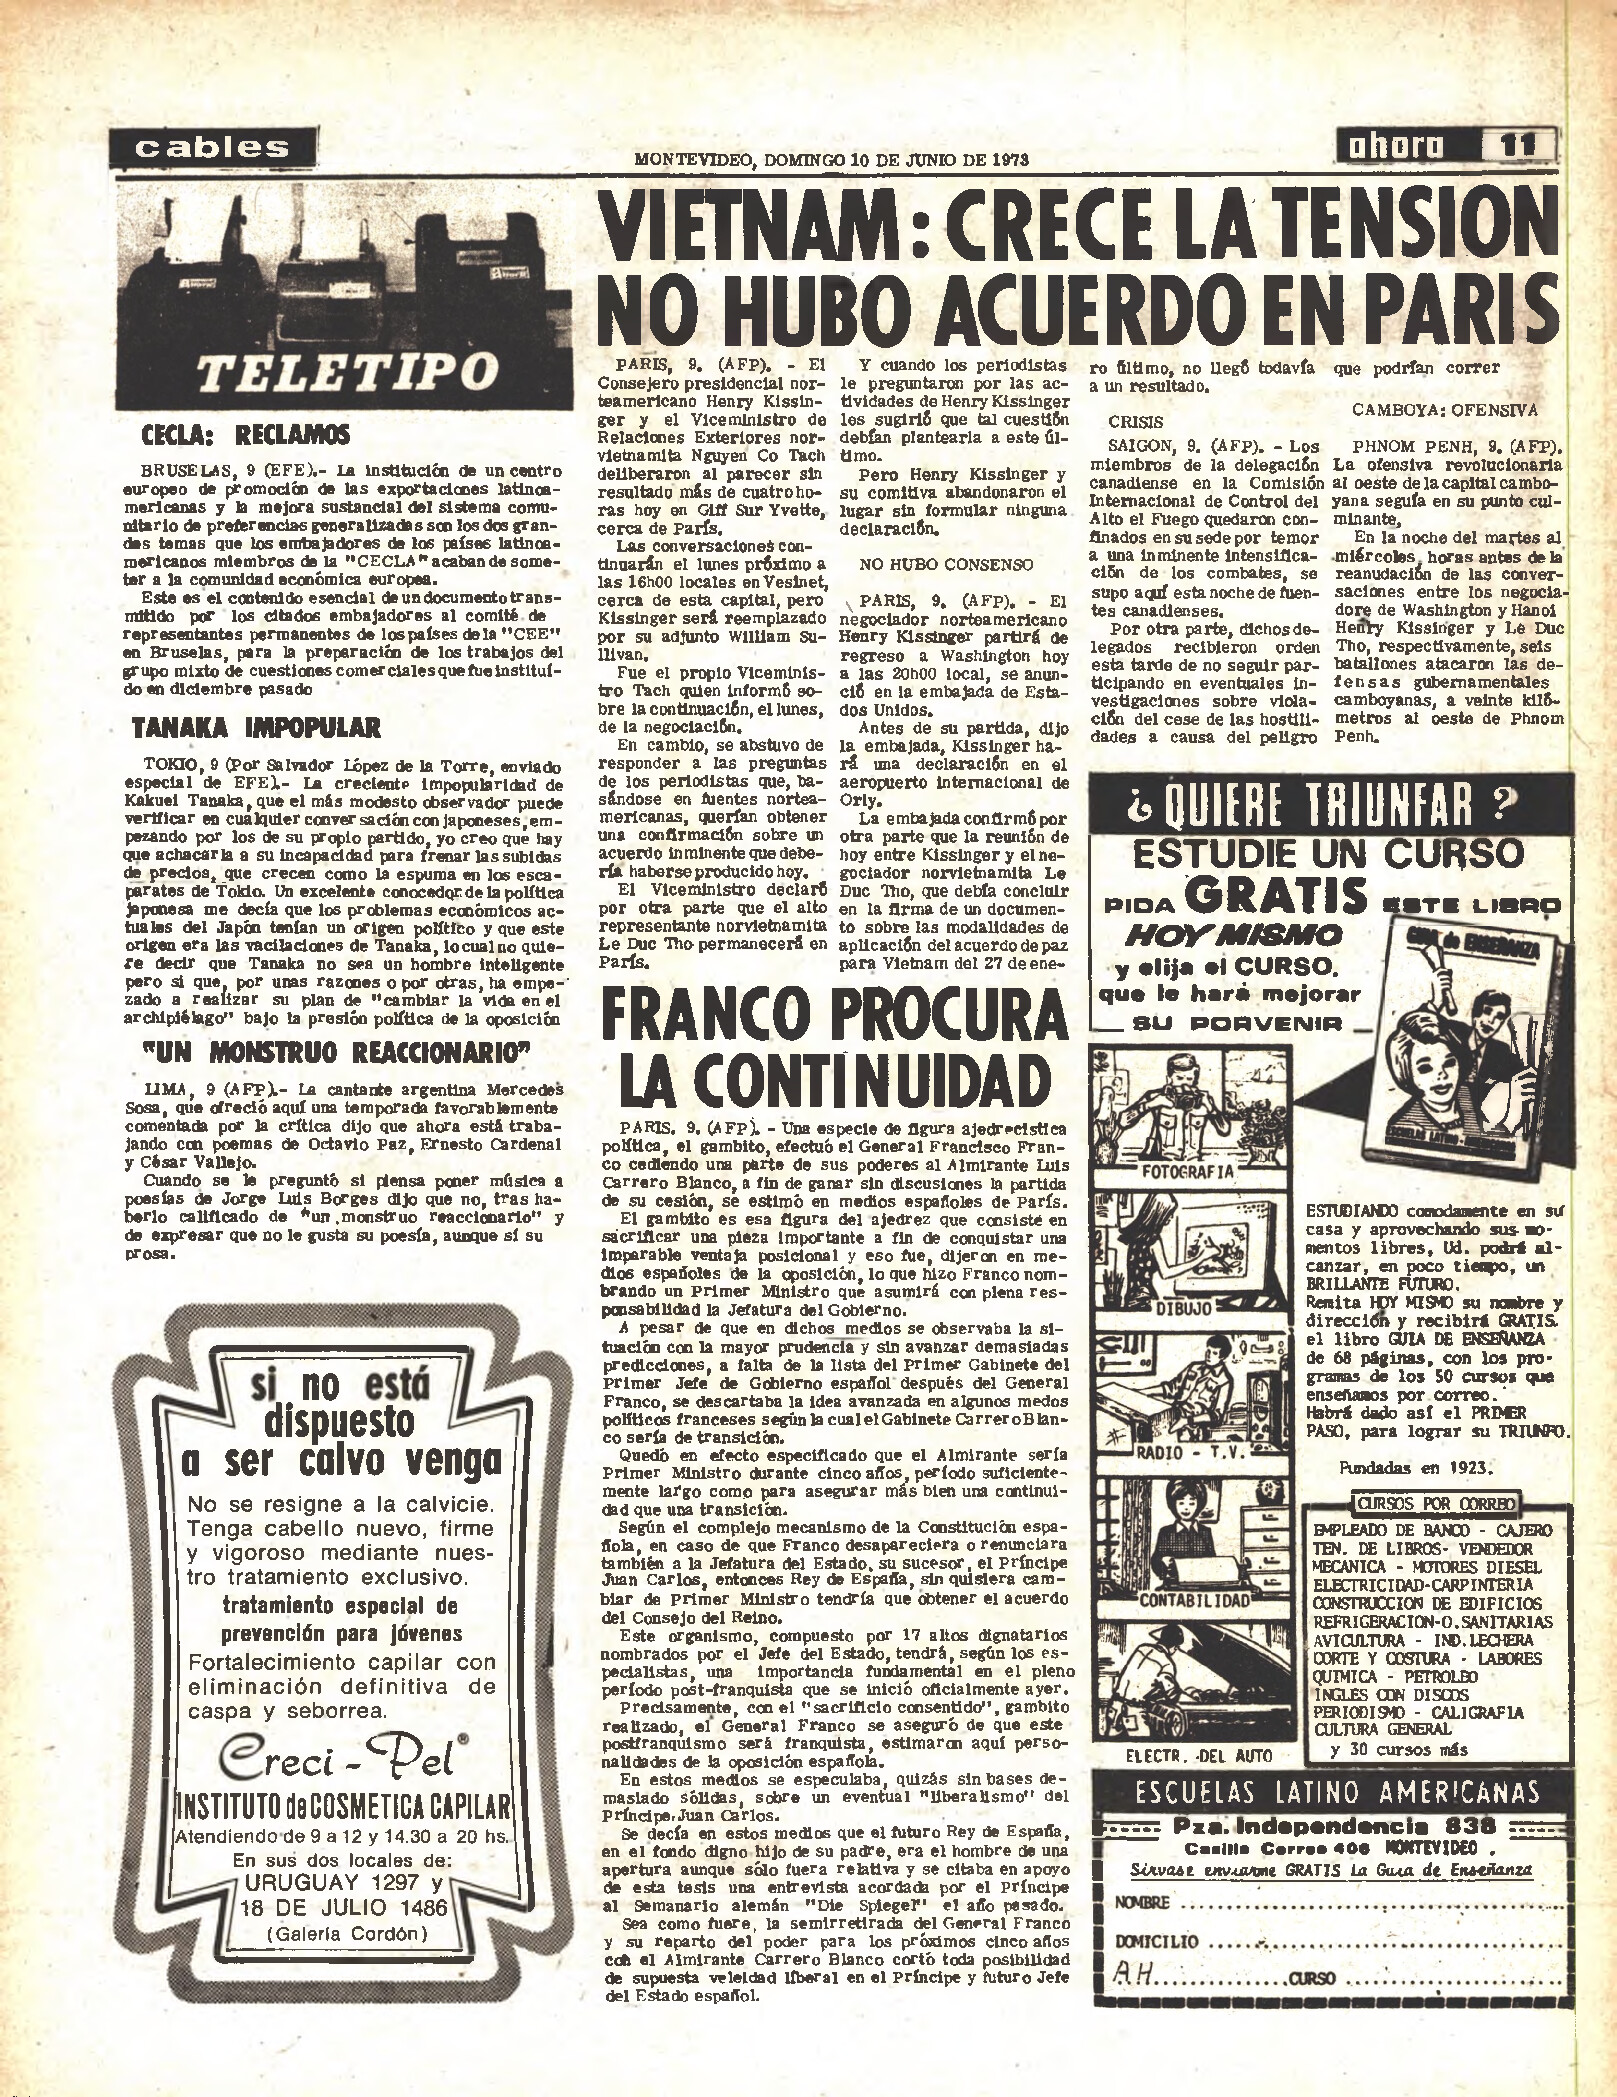 cables
MONTEVIDEO, DOMINGO 10 DE JUNIO DE 1973
ahora 11
TELETIPO
CECLA: RECLAMOS
BRUSELAS, 9 (EFE).- La institución de un centro
europeo de promoción de las exportaciones latinoa-
mericanas y la mejora sustancial del sistema comu-
nitario de preferencias generalizadas son los dos gran-
des temas que los embajadores de los países latinoa-
mericanos miembros de la "CECLA" acaban de some-
ter a la comunidad económica europea.
Este es el contenido esencial de un documento trans-
mitido por los citados embajadores al comité de
representantes permanentes de los países de la "CEE"
en Bruselas, para la preparación de los trabajos del
grupo mixto de cuestiones comerciales que fue instituí-
do en diciembre pasado
TANAKA IMPOPULAR
TOKIO, 9 (Por Salvador López de la Torre, enviado
especial de EFE).- La creciente impopularidad de
Kakuei Tanaka, que el más modesto observador puede
verificar en cualquier conversación con japoneses, em-
pezando por los de su propio partido, yo creo que hay
que achacarla a su incapacidad para frenar las subidas
de precios, que crecen como la espuma en los esca-
parates de Tokio. Un excelente conocedor de la política
japonesa me decía que los problemas económicos ac-
tuales del Japón tenían un origen político y que este
origen era las vacilaciones de Tanaka, lo cual no quie-
re decir que Tanaka no sea un hombre inteligente
pero si que, por unas razones o por otras, ha empe-
zado a realizar su plan de "cambiar la vida en el
archipiélago" bajo la presión política de la oposición
"UN MONSTRUO REACCIONARIO"
LIMA, 9 (AFP).- La cantante argentina Mercedes
Sosa, que ofreció aquí una temporada favorablemente
comentada por la crítica dijo que ahora está traba-
jando con poemas de Octavio Paz, Ernesto Cardenal
y César Vallejo.
Cuando se le preguntó si piensa poner música a
poesías de Jorge Luis Borges dijo que no, tras ha-
berlo calificado de "un monstruo reaccionario" y
de expresar que no le gusta su poesía, aunque sí su
prosa.
si no está
dispuesto
a ser calvo venga
No se resigne a la calvicie.
Tenga cabello nuevo, firme
y vigoroso mediante nues-
tro tratamiento exclusivo.
tratamiento especial de
prevención para jóvenes
Fortalecimiento capilar con
eliminación definitiva de
caspa y seborrea.
Creci-Pel®
INSTITUTO de COSMETICA CAPILAR
Atendiendo de 9 a 12 y 14.30 a 20 hs.
En sus dos locales de:
URUGUAY 1297 y
18 DE JULIO 1486
(Galería Cordón)
VIETNAM: CRECE LA TENSION
NO HUBO ACUERDO EN PARIS
PARIS, 9. (AFP). - El
Consejero presidencial nor-
teamericano Henry Kissin-
ger y el Viceministro de
Relaciones Exteriores nor-
vietnamita Nguyen Co Tach
deliberaron al parecer sin
resultado más de cuatro ho-
ras hoy en Giff Sur Yvette,
cerca de París.
Las conversaciones con-
tinuarán el lunes próximo a
las 16h00 locales en Vesinet,
cerca de esta capital, pero
Kissinger será reemplazado
por su adjunto William Su-
llivan.
Fue el propio Viceminis-
tro Tach quien informó so-
bre la continuación, el lunes,
de la negociación.
En cambio, se abstuvo de
responder a las preguntas
de los periodistas que, ba-
sándose en fuentes nortea-
mericanas, querían obtener
una confirmación sobre un
acuerdo inminente que debe-
ría haberse producido hoy.
El Viceministro declaró
por otra parte que el alto
representante norvietnamita
Le Duc Tho permanecerá en
París.
Y cuando los periodistas
le preguntaron por las ac-
tividades de Henry Kissinger
les sugirió que tal cuestión
debían plantearla a este úl-
timo.
Pero Henry Kissinger y
su comitiva abandonaron el
lugar sin formular ninguna
declaración.
NO HUBO CONSENSO
PARIS, 9. (AFP). - El
negociador norteamericano
Henry Kissinger partirá de
regreso a Washington hoy
a las 20h00 local, se anun-
ció en la embajada de Esta-
dos Unidos.
Antes de su partida, dijo
la embajada, Kissinger ha-
rá una declaración en el
aeropuerto internacional de
Orly.
La embajada confirmó por
otra parte que la reunión de
hoy entre Kissinger y el ne-
gociador norvietnamita Le
Duc Tho, que debía concluir
en la firma de un documen-
to sobre las modalidades de
aplicación del acuerdo de paz
para Vietnam del 27 de ene-
ro último, no llegó todavía
a un resultado.
CRISIS
SAIGON, 9. (AFP). - Los
miembros de la delegación
canadiense en la Comisión
Internacional de Control del
Alto el Fuego quedaron con-
finados en su sede por temor
a una inminente intensifica-
ción de los combates, se
supo aquí esta noche de fuen-
tes canadienses.
Por otra parte, dichos de-
legados recibieron orden
esta tarde de no seguir par-
ticipando en eventuales in-
vestigaciones sobre viola-
ción del cese de las hostili-
dades a causa del peligro
que podrían correr
CAMBOYA: OFENSIVA
PHNOM PENH, 9. (AFP).
La ofensiva revolucionaria
al oeste de la capital cambo-
yana seguía en su punto cul-
minante,
En la noche del martes al
miércoles, horas antes de la
reanudación de las conver-
saciones entre los negocia-
dore de Washington y Hanoi
Henry Kissinger y Le Duc
Tho, respectivamente, seis
batallones atacaron las de-
fensas gubernamentales
camboyanas, a veinte kiló-
metros al oeste de Phnom
Penh.
FRANCO PROCURA
LA CONTINUIDAD
PARIS. 9. (AFP). - Una especie de figura ajedrecística
política, el gambito, efectuó el General Francisco Fran-
co cediendo una parte de sus poderes al Almirante Luis
Carrero Blanco, a fin de ganar sin discusiones la partida
de su cesión, se estimó en medios españoles de París.
El gambito es esa figura del ajedrez que consiste en
sacrificar una pieza importante a fin de conquistar una
imparable ventaja posicional y eso fue, dijeron en me-
dios españoles de la oposición, lo que hizo Franco nom-
brando un Primer Ministro que asumirá con plena res-
ponsabilidad la Jefatura del Gobierno.
A pesar de que en dichos medios se observaba la si-
tuación con la mayor prudencia y sin avanzar demasiadas
predicciones, a falta de la lista del Primer Gabinete del
Primer Jefe de Gobierno español después del General
Franco, se descartaba la idea avanzada en algunos medos
políticos franceses según la cual el Gabinete Carrero Blan-
co sería de transición.
Quedó en efecto especificado que el Almirante sería
Primer Ministro durante cinco años, período suficiente-
mente largo como para asegurar más bien una continui-
dad que una transición.
Según el complejo mecanismo de la Constitución espa-
ñola, en caso de que Franco desapareciera o renunciara
también a la Jefatura del Estado, su sucesor, el Príncipe
Juan Carlos, entonces Rey de España, sin quisiera cam-
biar de Primer Ministro tendría que obtener el acuerdo
del Consejo del Reino.
Este organismo, compuesto por 17 altos dignatarios
nombrados por el Jefe del Estado, tendrá, según los es-
pecialistas, una importancia fundamental en el pleno
período post-franquista que se inició oficialmente ayer.
Precisamente, con el "sacrificio consentido", gambito
realizado, el General Franco se aseguró de que este
postfranquismo será franquista, estimaron aquí perso-
nalidades de la oposición española.
En estos medios se especulaba, quizás sin bases de-
maslado sólidas, sobre un eventual "liberalismo" del
Príncipe Juan Carlos.
Se decía en estos medios que el futuro Rey de España,
en el fondo digno hijo de su padre, era el hombre de una
apertura aunque sólo fuera relativa y se citaba en apoyo
de esta tesis una entrevista acordada por el Príncipe
al Semanario alemán "Die Spiegel" el año pasado.
Sea como fuere, la semirretirada del General Franco
y su reparto del poder para los próximos cinco años
con el Almirante Carrero Blanco cortó toda posibilidad
de supuesta veleidad liberal en el Príncipe y futuro Jefe
del Estado español.
¿QUIERE TRIUNFAR?
ESTUDIE UN CURSO
PIDA GRATIS ESTE LIBRO
HOY MISMO
y elija el CURSO.
que le hará mejorar
SU PORVENIR
GUIA de ENSEÑANZA
ESCUELAS LATINO-
FOTOGRAFIA
DIBUJO
RADIO - T.V.
CONTABILIDAD
ELECTR. DEL AUTO
ESTUDIANDO comodamente en su
casa y aprovechando sus mo-
mentos libres, Ud. podrá al-
canzar, en poco tiempo, un
BRILLANTE FUTURO.
Remita HOY MISMO su nombre y
dirección y recibirá GRATIS.
el libro GUIA DE ENSEÑANZA
de 68 páginas, con los pro-
gramas de los 50 cursos que
enseñamos por correo.
Habrá dado así el PRIMER
PASO, para lograr su TRIUNFO.
Fundadas en 1923.
CURSOS POR CORREO
EMPLEADO DE BANCO - CAJERO
TEN. DE LIBROS- VENDEDOR
MECANICA - MOTORES DIESEL
ELECTRICIDAD-CARPINTERIA
CONSTRUCCION DE EDIFICIOS
REFRIGERACION-O.SANITARIAS
AVICULTURA - IND.LECHERA
CORTE Y COSTURA - LABORES
QUIMICA - PETROLEO
INGLES CON DISCOS
PERIODISMO - CALIGRAFIA
CULTURA GENERAL
y 30 cursos más
ESCUELAS LATINO AMERICANAS
Pza. Independencia 838
Casilla Correo 406 MONTEVIDEO.
Sírvase enviarme GRATIS La Guía de Enseñanza
NOMBRE
DOMICILIO
AH CURSO